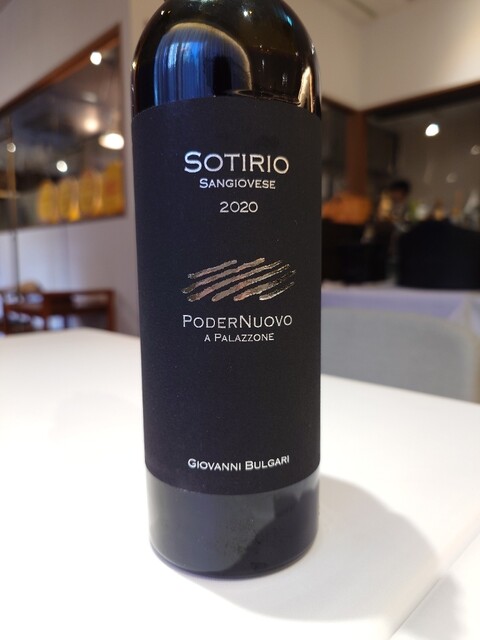 SOTIRIO
SANGIOVESE
2020
PODERNUOVO
A PALAZZONE
GIOVANNI BULGARI